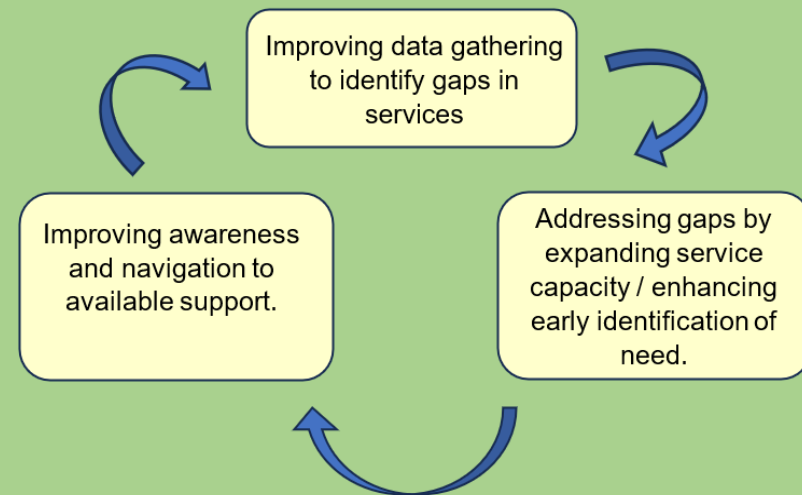 Improving data gathering
to identify gaps in
services
Improving awareness
and navigation to
available support.
Addressing gaps by
expanding service
capacity / enhancing
early identification of
need.